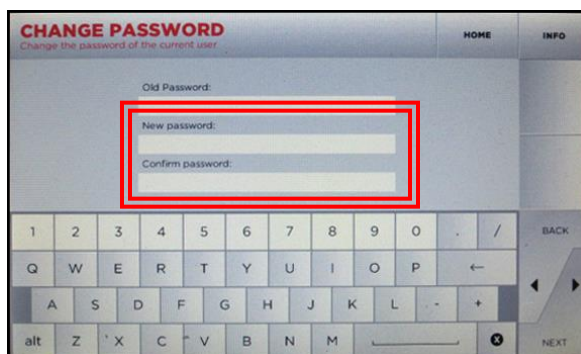 CHANGE PASSWORD
Change the password of the current user
HOME
INFO
Old Password:
New password:
Confirm password:
1 2 3 4 5 6 7 8 9 0 . /
BACK
Q W E R T Y U I O P ←
A S D F G H J K L - +
alt Z X C V B N M
NEXT